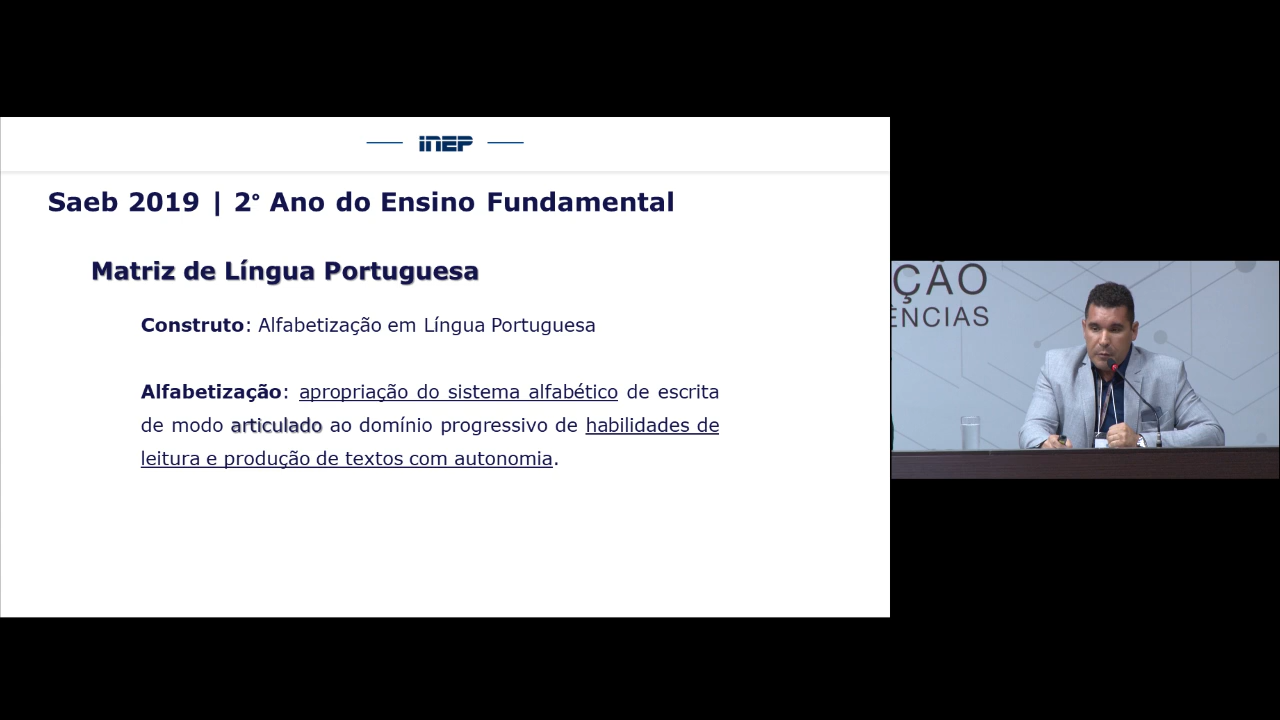 INEP
Saeb 2019 | 2° Ano do Ensino Fundamental
Matriz de Língua Portuguesa
Construto: Alfabetização em Língua Portuguesa
Alfabetização: apropriação do sistema alfabético de escrita
de modo articulado ao domínio progressivo de habilidades de
leitura e produção de textos com autonomia.
ÇÃO
ÊNCIAS